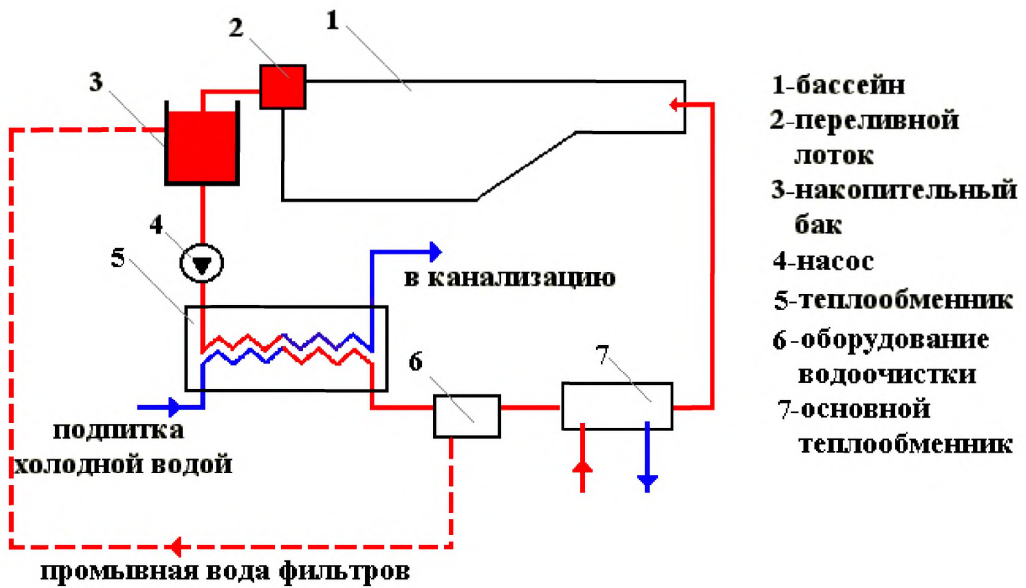 2
1
3
4
5
в канализацию
6
7
подпитка
холодной водой
промывная вода фильтров
1-бассейн
2-переливной
лоток
3-накопительный
бак
4-насос
5-теплообменник
6-оборудование
водоочистки
7-основной
теплообменник